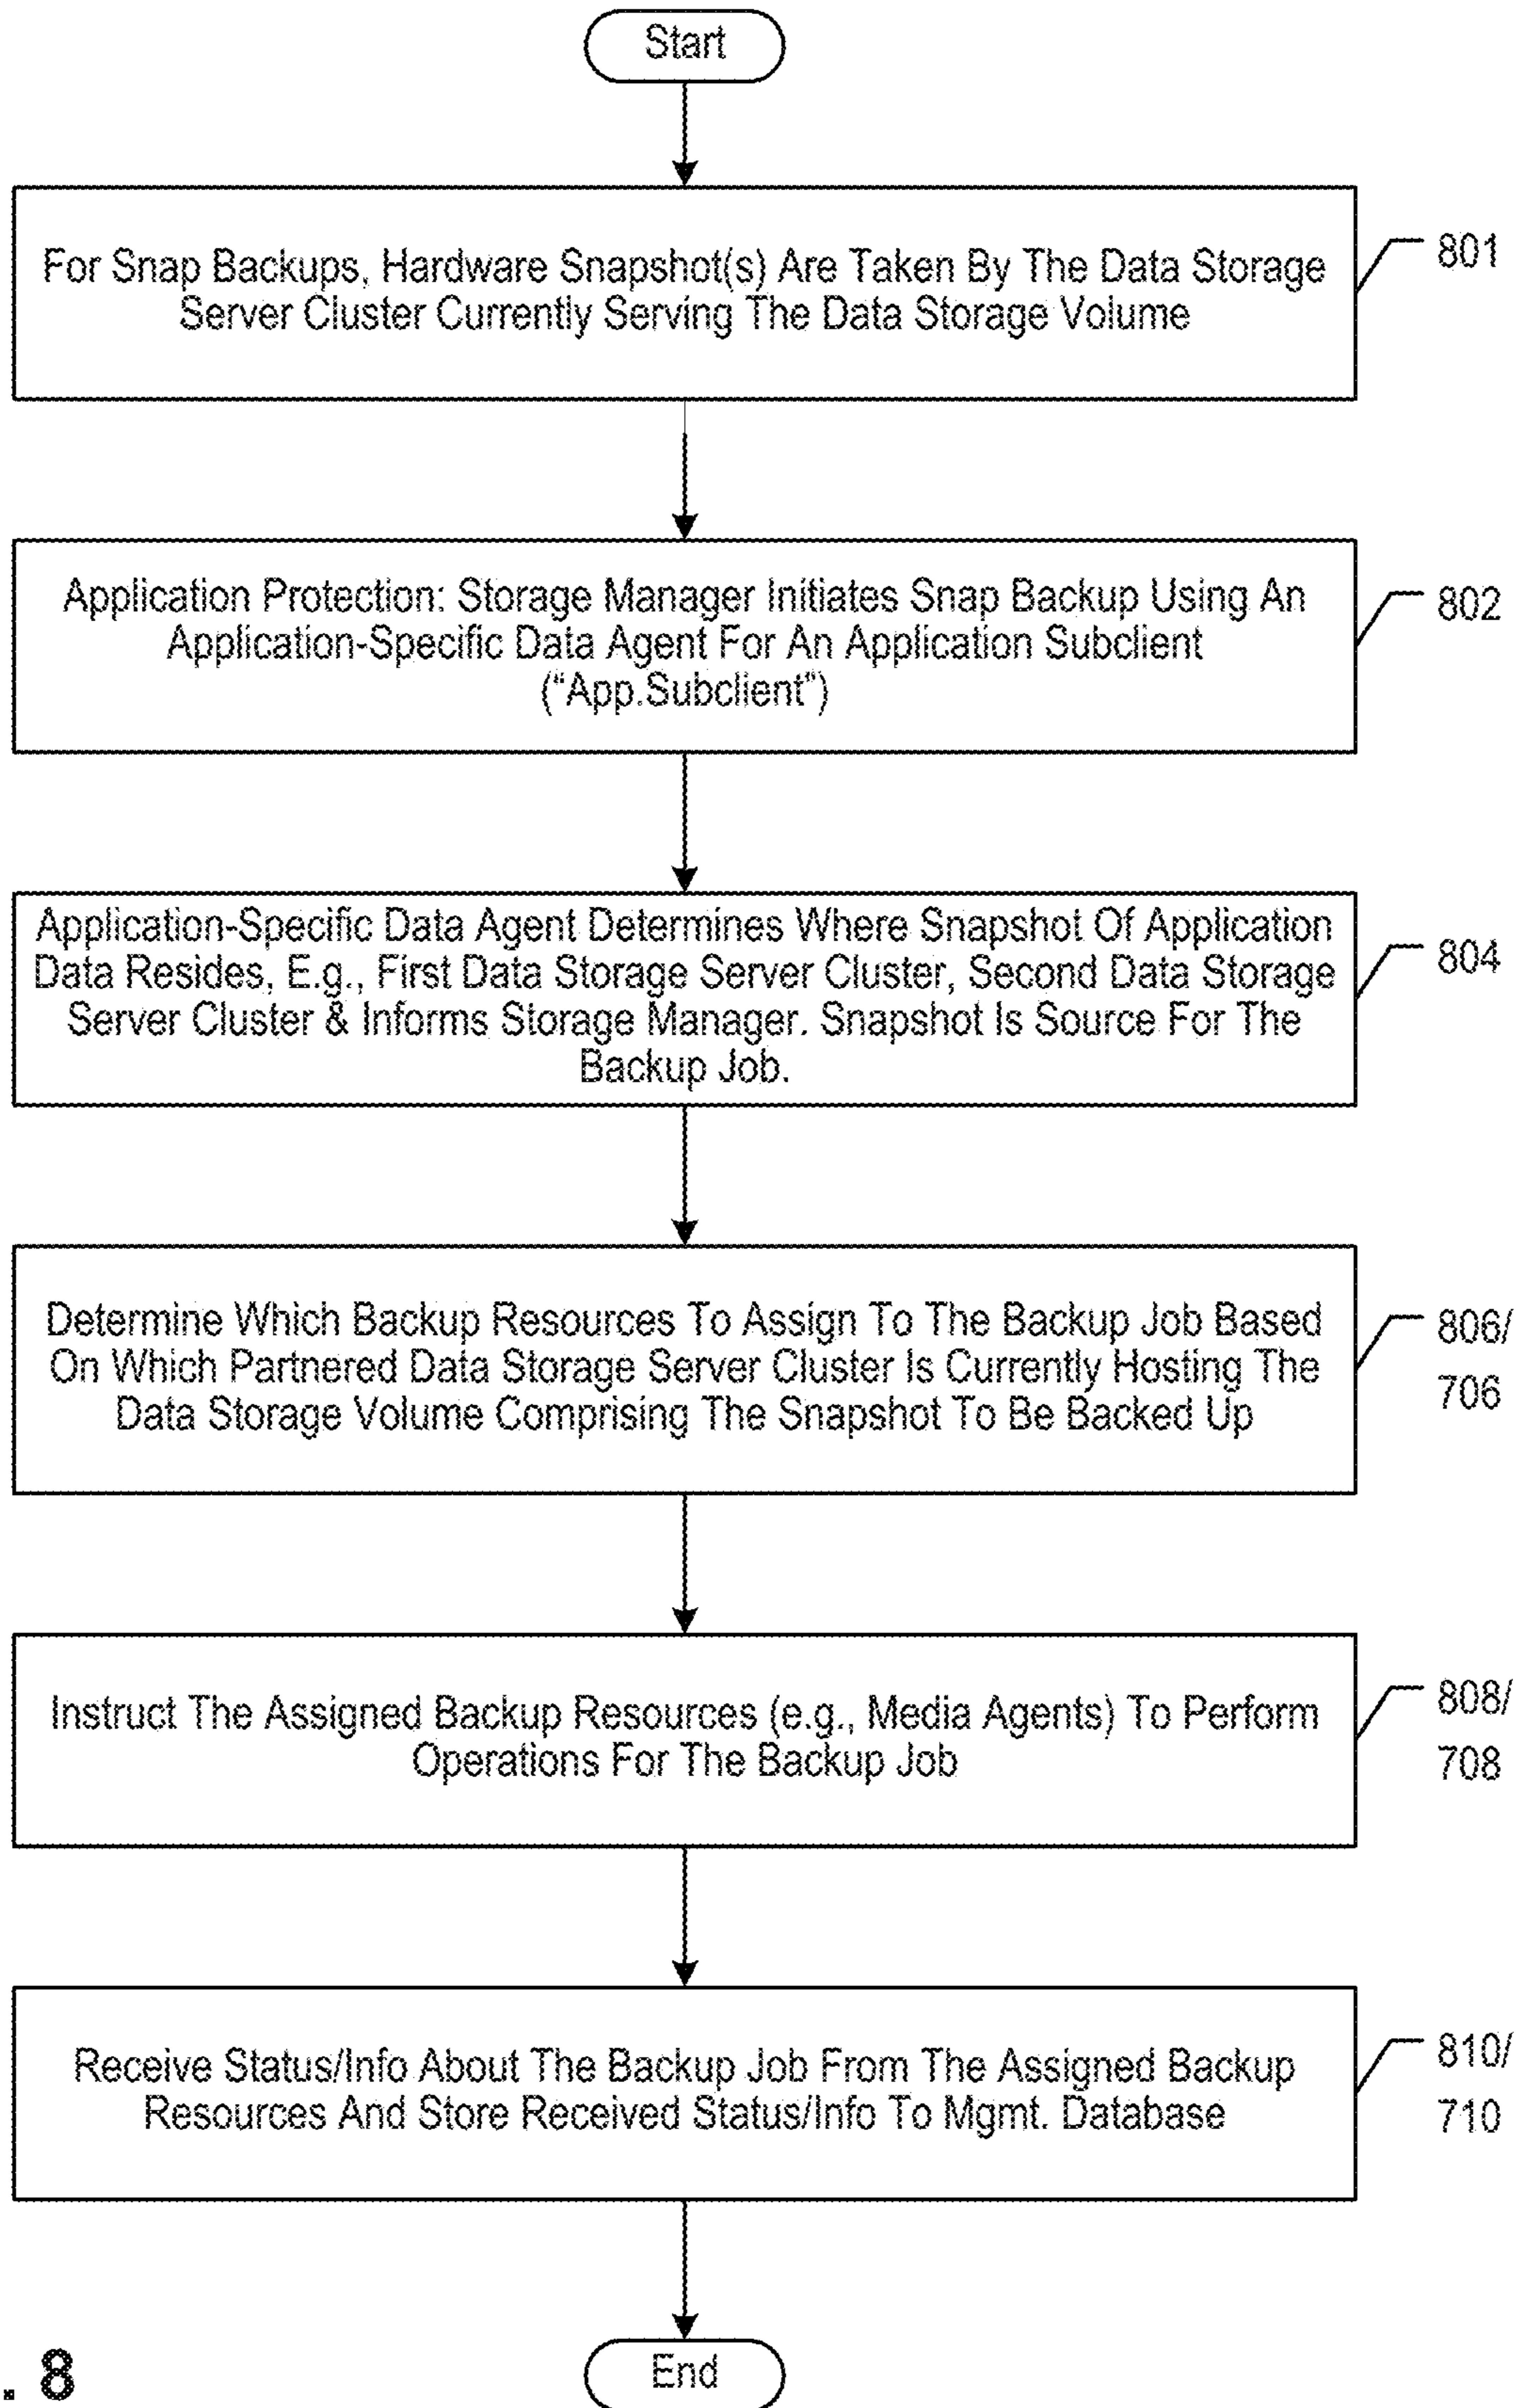 Start
For Snap Backups, Hardware Snapshot(s) Are Taken By The Data Storage
Server Cluster Currently Serving The Data Storage Volume
801
Application Protection: Storage Manager Initiates Snap Backup Using An
Application-Specific Data Agent For An Application Subclient
("App.Subclient")
802
Application-Specific Data Agent Determines Where Snapshot Of Application
Data Resides, E.g., First Data Storage Server Cluster, Second Data Storage
Server Cluster & Informs Storage Manager. Snapshot Is Source For The
Backup Job.
804
Determine Which Backup Resources To Assign To The Backup Job Based
On Which Partnered Data Storage Server Cluster Is Currently Hosting The
Data Storage Volume Comprising The Snapshot To Be Backed Up
806/
706
Instruct The Assigned Backup Resources (e.g., Media Agents) To Perform
Operations For The Backup Job
808/
708
Receive Status/Info About The Backup Job From The Assigned Backup
Resources And Store Received Status/Info To Mgmt. Database
810/
710
End
. 8